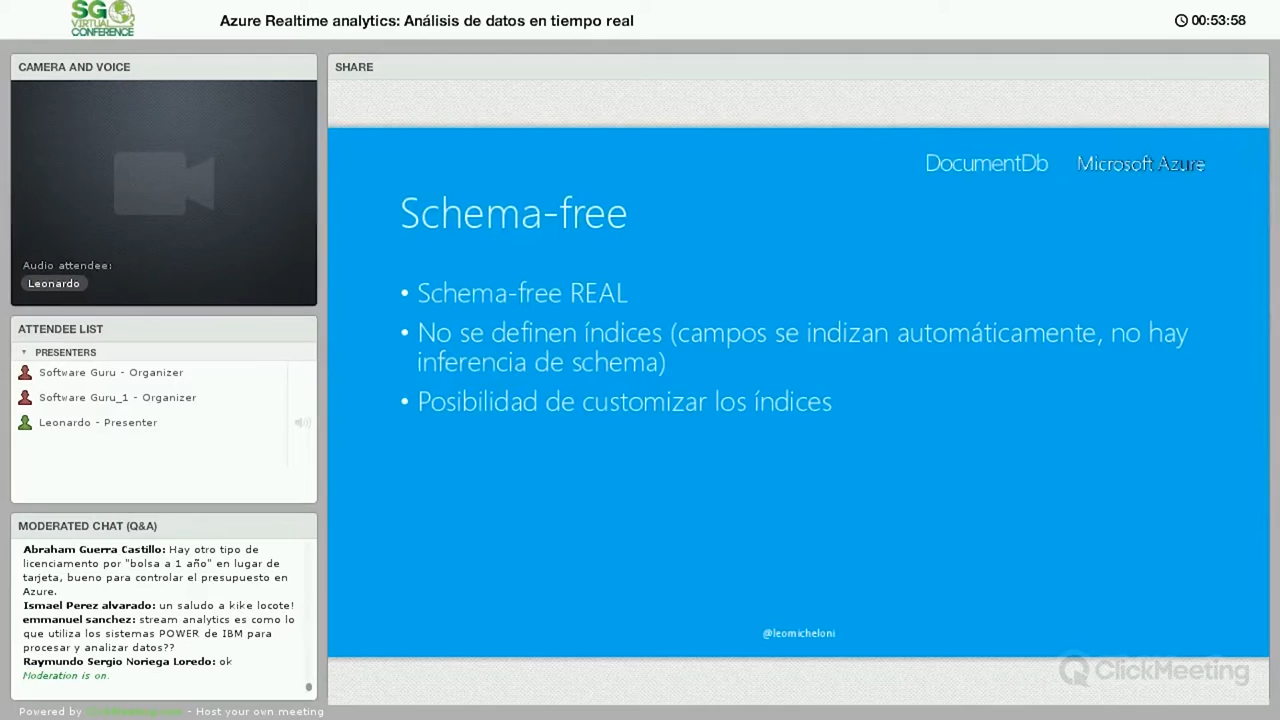 SG
VIRTUAL
CONFERENCE
Azure Realtime analytics: Análisis de datos en tiempo real
00:53:58
CAMERA AND VOICE
SHARE
Audio attendee:
Leonardo
DocumentDb
Microsoft Azure
Schema-free
• Schema-free REAL
• No se definen índices (campos se indizan automáticamente, no hay
inferencia de schema)
• Posibilidad de customizar los índices
@leomicheloni
ATTENDEE LIST
PRESENTERS
Software Guru - Organizer
Software Guru_1 - Organizer
Leonardo - Presenter
MODERATED CHAT (Q&A)
Abraham Guerra Castillo: Hay otro tipo de
licenciamento por "bolsa a 1 año" en lugar de
tarjeta, bueno para controlar el presupuesto en
Azure.
Ismael Perez alvarado: un saludo a kike locote!
emmanuel sanchez: stream analytics es como lo
que utiliza los sistemas POWER de IBM para
procesar y analizar datos??
Raymundo Sergio Noriega Loredo: ok
Moderation is on.
ClickMeeting
Powered by ClickMeeting.com - Host your own meeting